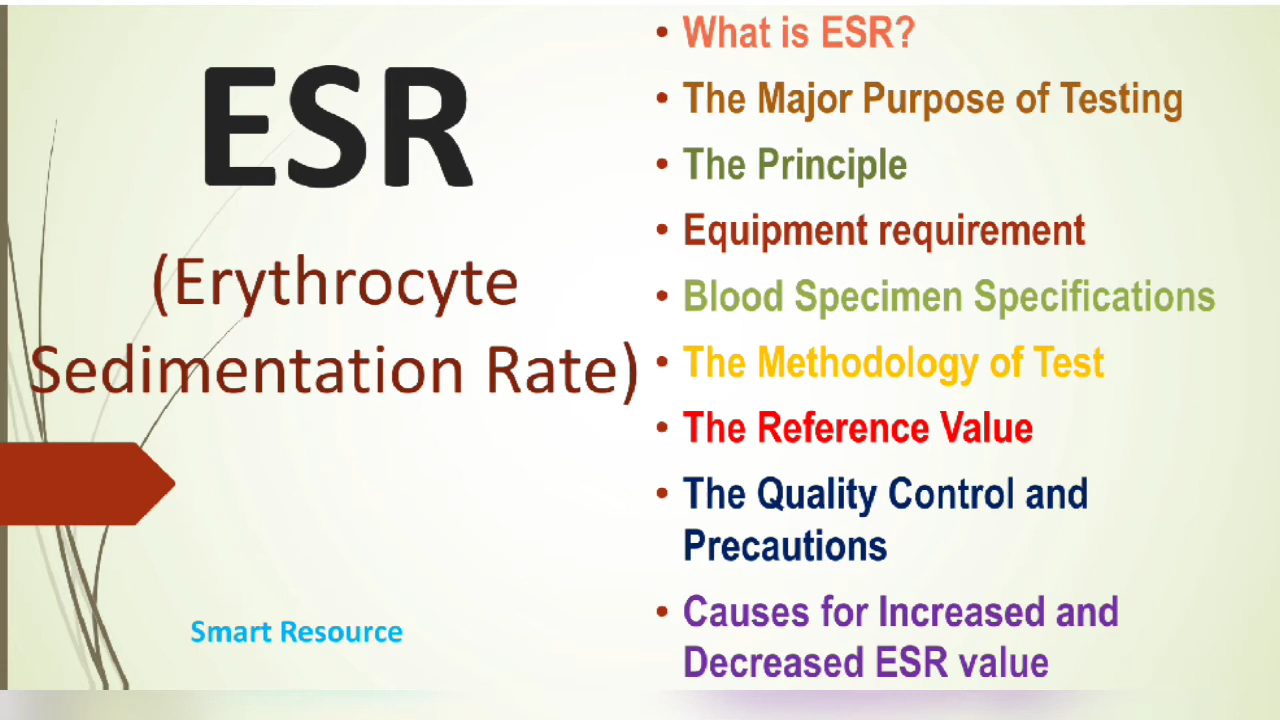 ESR
(Erythrocyte
Sedimentation Rate)
Smart Resource
• What is ESR?
• The Major Purpose of Testing
• The Principle
• Equipment requirement
• Blood Specimen Specifications
• The Methodology of Test
• The Reference Value
• The Quality Control and
Precautions
• Causes for Increased and
Decreased ESR value